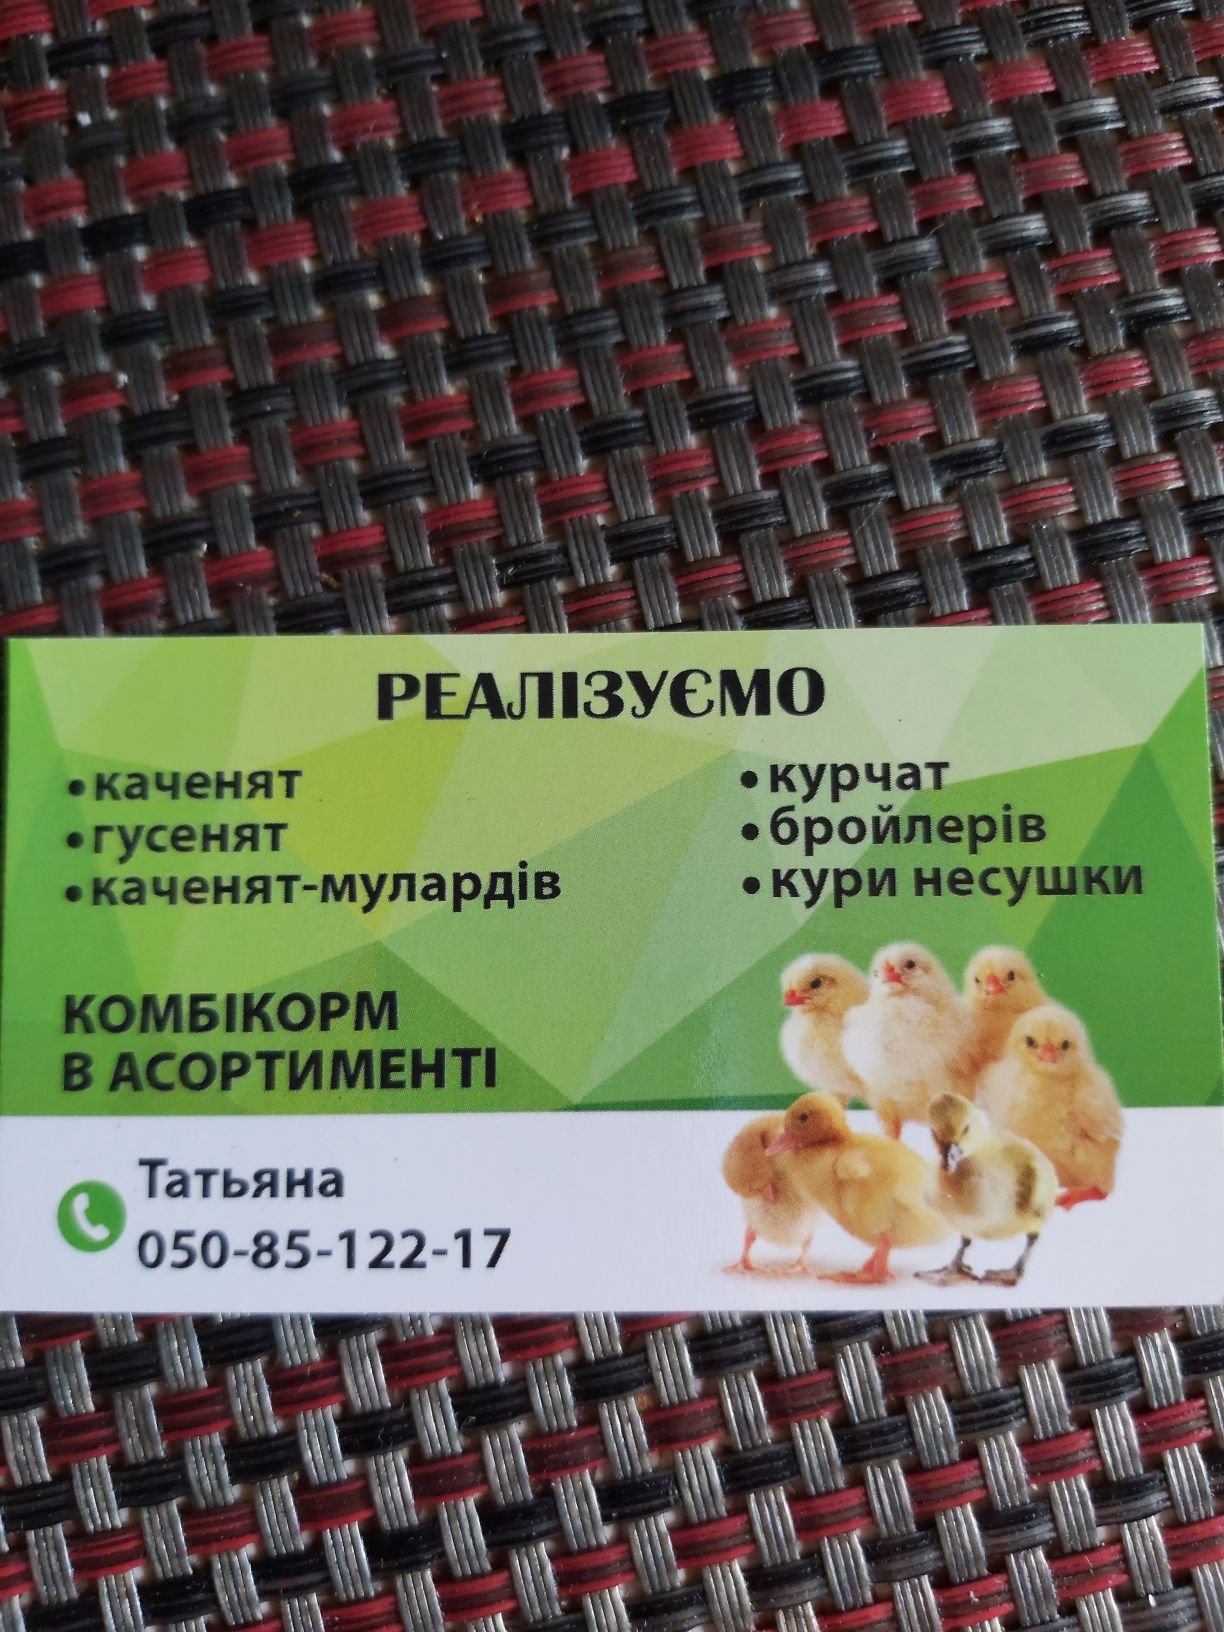 РЕАЛІЗУЄМО
•каченят
•гусенят
•каченят-мулардів
•курчат
•бройлерів
•кури несушки
КОМБІКОРМ
В АСОРТИМЕНТІ
Татьяна
050-85-122-17